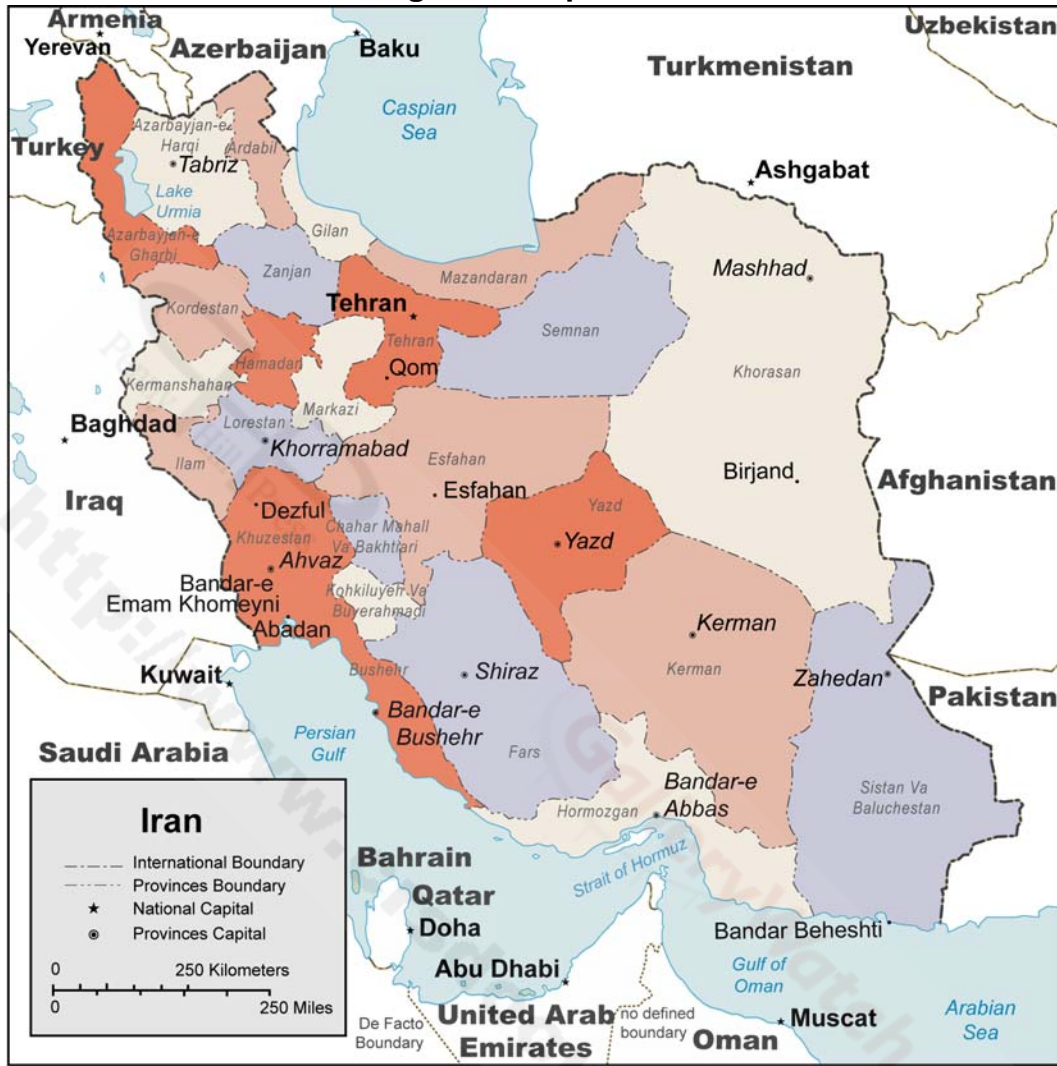 Armenia
Yerevan
Azerbaijan
Baku
Uzbekistan
Turkmenistan
Caspian
Sea
Azarbayjan-e
Harqi
Ardabil
Turkey
Tabriz
Ashgabat
Lake
Urmia
Gilan
Azarbayjan-e
Gharbi
Zanjan
Mazandaran
Mashhad
Kordestan
Tehran
Semnan
Tehran
Hamadan
Qom
Khorasan
Kermanshahan
Markazi
Baghdad
Lorestan
Khorramabad
Ilam
Esfahan
Birjand
Afghanistan
Iraq
Esfahan
Dezful
Yazd
Khuzestan
Chahar Mahall
Va Bakhtiari
Yazd
Ahvaz
Bandar-e
Emam Khomeyni
Kohkiluyeh Va
Buyerahmadi
Abadan
Kerman
Kuwait
Bushehr
Shiraz
Kerman
Zahedan
Pakistan
Bandar-e
Bushehr
Persian
Gulf
Saudi Arabia
Fars
Bandar-e
Abbas
Sistan Va
Baluchestan
Hormozgan
Iran
International Boundary
Provinces Boundary
National Capital
Provinces Capital
0 250 Kilometers
0 250 Miles
Bahrain
Strait of Hormuz
Qatar
Doha
Bandar Beheshti
Abu Dhabi
Gulf of
Oman
Arabian
Sea
De Facto
Boundary
United Arab
Emirates
no defined
boundary
Oman
Muscat